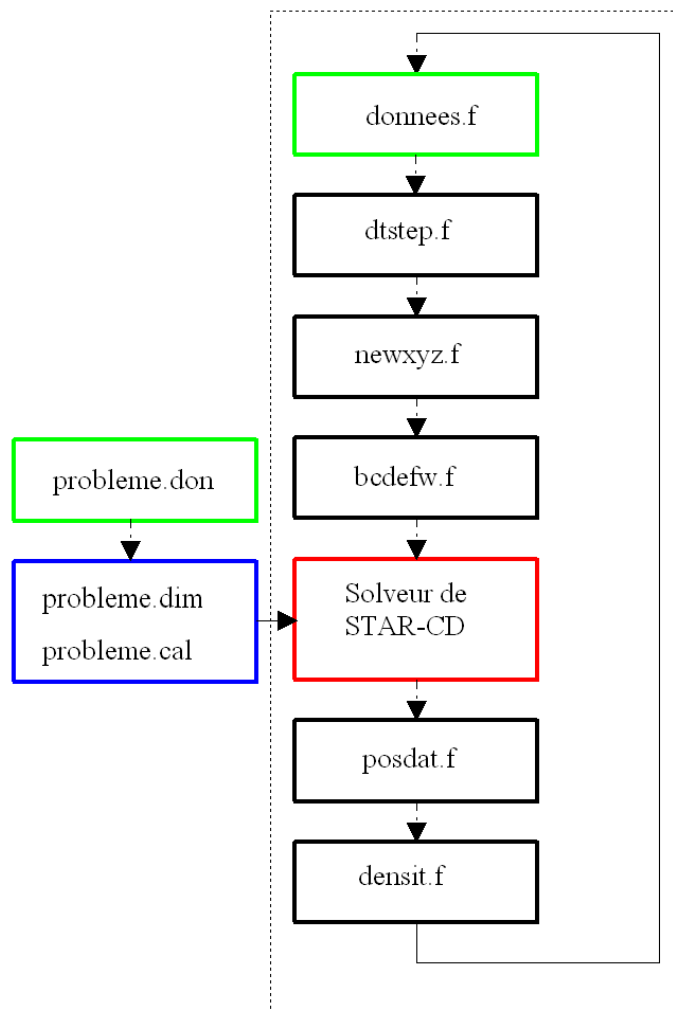 donnees.f
dtstep.f
newxyz.f
bcdefw.f
probleme.don
probleme.dim
probleme.cal
Solveur de
STAR-CD
posdat.f
densit.f